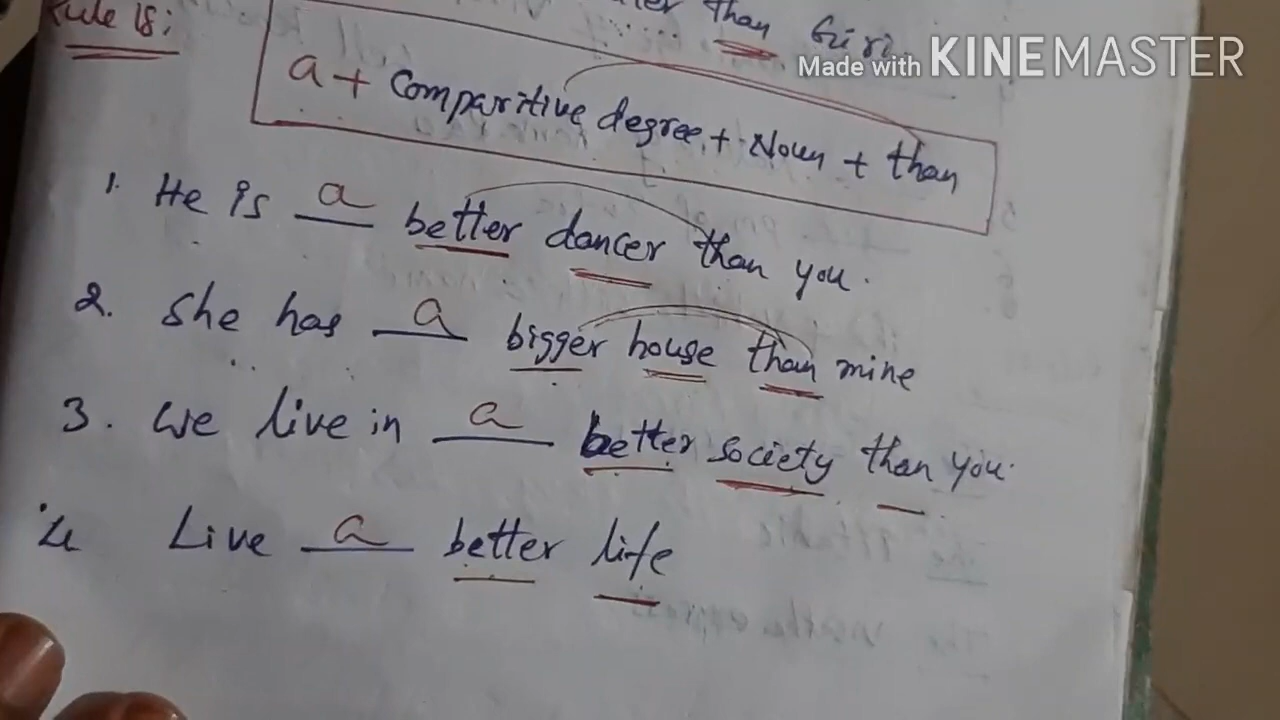 than Giri
Made with KINEMASTER
Rule 18:
a + Comparitive degree + Noun + than
1. He is a better dancer than you.
2. She has a bigger house than mine
3. We live in a better society than you.
4 Live a better life